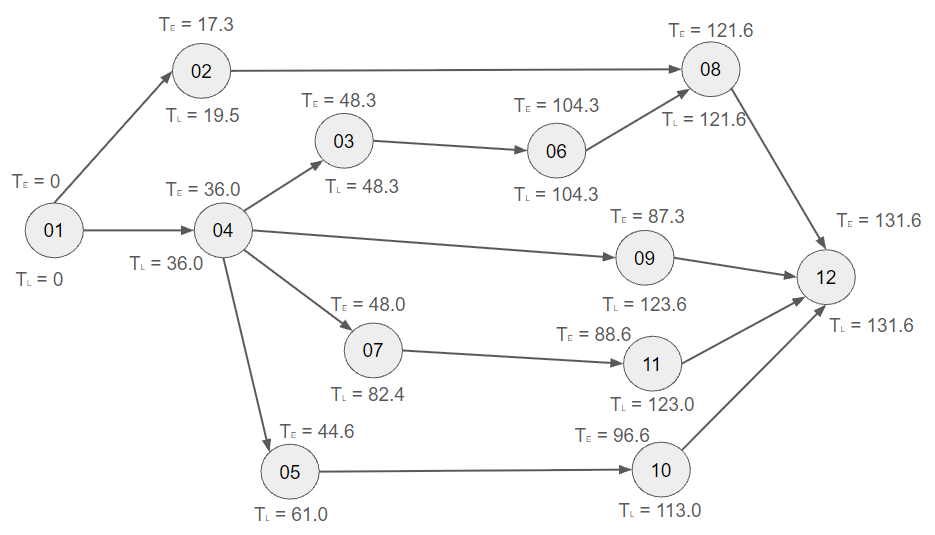 TE = 17.3
02
TL = 19.5
TE = 121.6
08
TL = 121.6
TE = 48.3
03
TL = 48.3
TE = 104.3
06
TL = 104.3
TE = 0
01
TL = 0
TE = 36.0
04
TL = 36.0
TE = 87.3
09
TL = 123.6
TE = 131.6
12
TL = 131.6
TE = 48.0
07
TL = 82.4
TE = 88.6
11
TL = 123.0
TE = 44.6
05
TL = 61.0
TE = 96.6
10
TL = 113.0